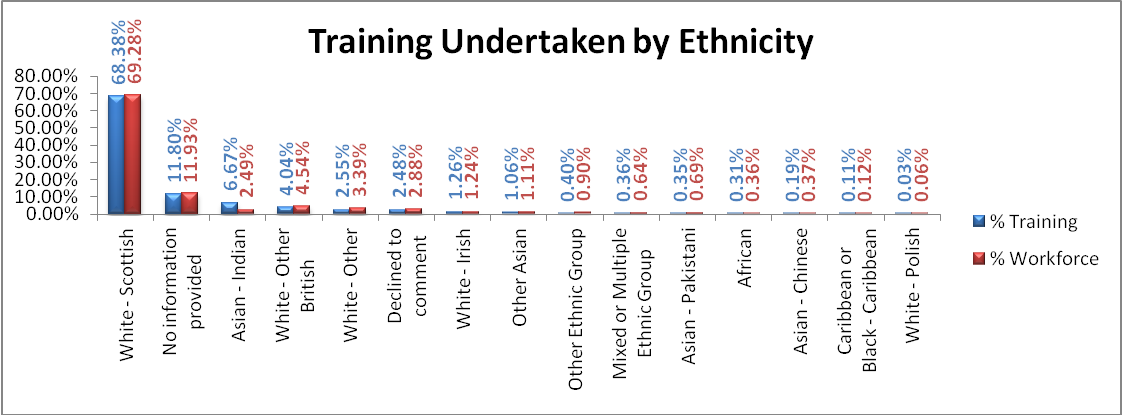 Training Undertaken by Ethnicity
80.00%
70.00%
60.00%
50.00%
40.00%
30.00%
20.00%
10.00%
0.00%
68.38%
69.28%
11.80%
11.93%
6.67%
2.49%
4.04%
4.54%
2.55%
3.39%
2.48%
2.88%
1.26%
1.24%
1.06%
1.11%
0.40%
0.90%
0.36%
0.64%
0.35%
0.69%
0.31%
0.36%
0.19%
0.37%
0.11%
0.12%
0.03%
0.06%
White - Scottish
No information
provided
Asian - Indian
White - Other
British
White - Other
Declined to
comment
White - Irish
Other Asian
Other Ethnic Group
Mixed or Multiple
Ethnic Group
Asian - Pakistani
African
Asian - Chinese
Caribbean or
Black - Caribbean
White - Polish
% Training
% Workforce